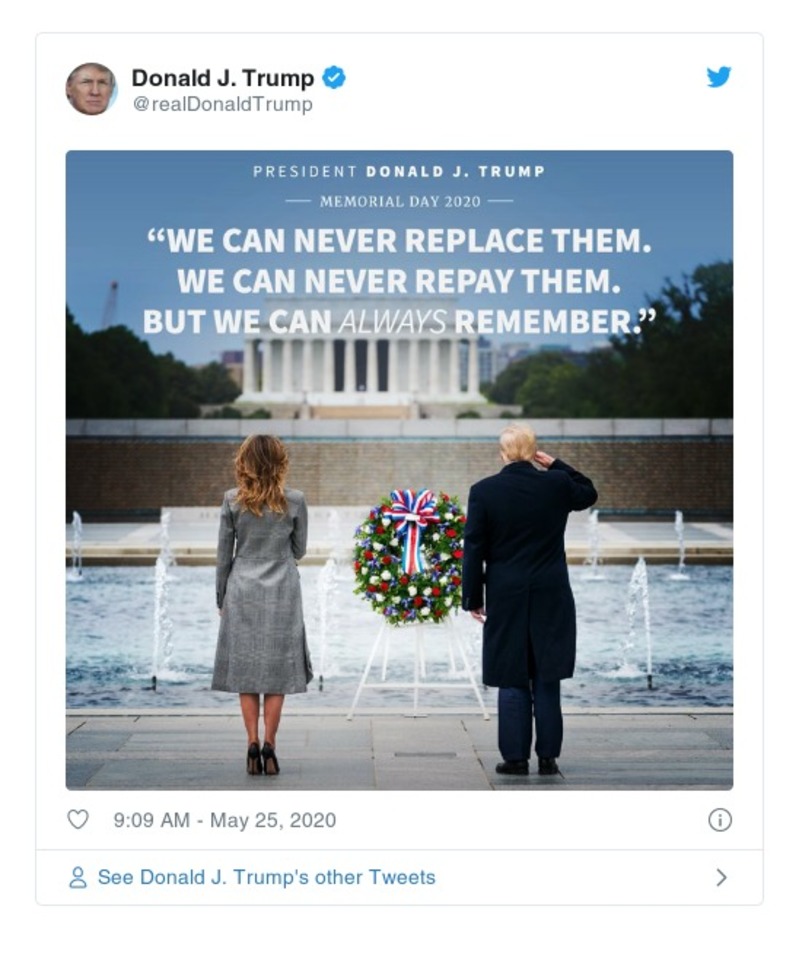 Donald J. Trump
@realDonaldTrump
PRESIDENT DONALD J. TRUMP
MEMORIAL DAY 2020
“WE CAN NEVER REPLACE THEM.
WE CAN NEVER REPAY THEM.
BUT WE CAN ALWAYS REMEMBER.”
9:09 AM - May 25, 2020
See Donald J. Trump's other Tweets